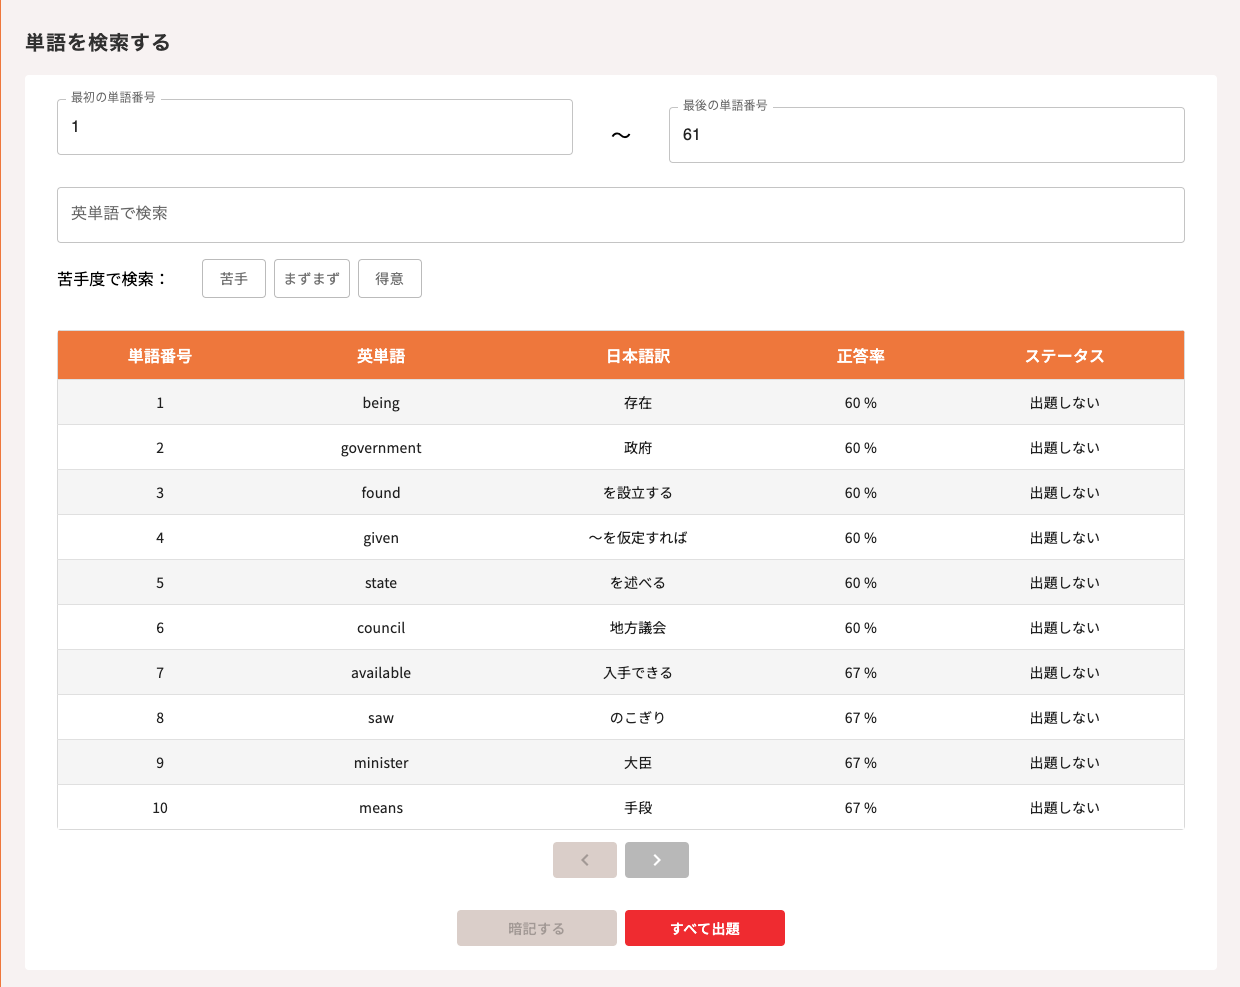 単語を検索する
最初の単語番号
1
～
最後の単語番号
61
英単語で検索
苦手度で検索：
苦手
まずまず
得意
単語番号 英単語 日本語訳 正答率 ステータス
1 being 存在 60 % 出題しない
2 government 政府 60 % 出題しない
3 found を設立する 60 % 出題しない
4 given ～を仮定すれば 60 % 出題しない
5 state を述べる 60 % 出題しない
6 council 地方議会 60 % 出題しない
7 available 入手できる 67 % 出題しない
8 saw のこぎり 67 % 出題しない
9 minister 大臣 67 % 出題しない
10 means 手段 67 % 出題しない
暗記する
すべて出題